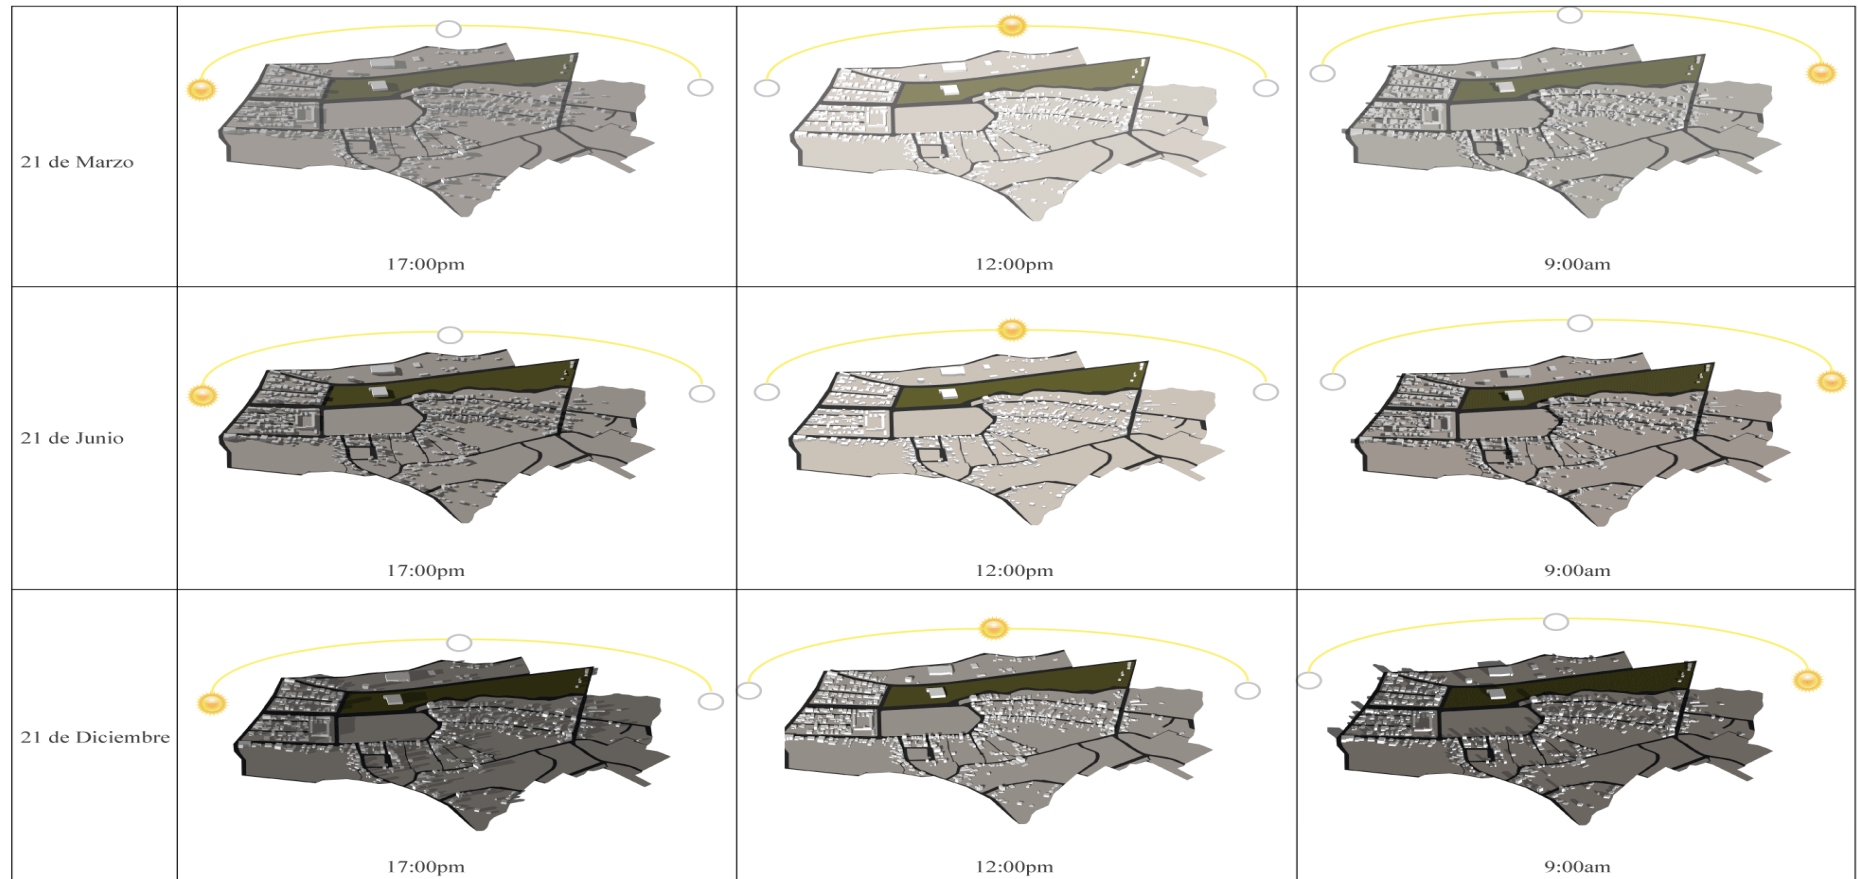 21 de Marzo
17:00pm
12:00pm
9:00am
21 de Junio
17:00pm
12:00pm
9:00am
21 de Diciembre
17:00pm
12:00pm
9:00am